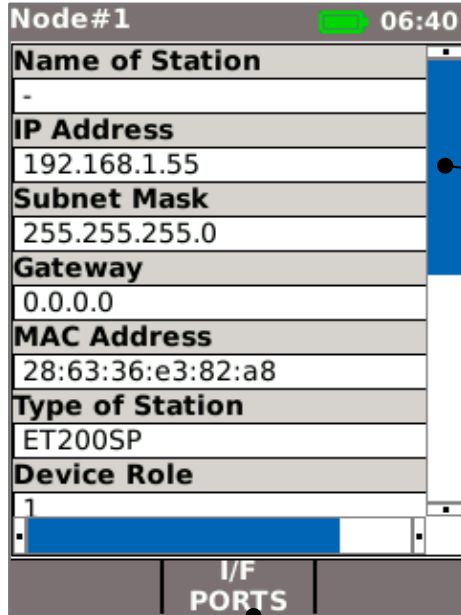 Node#1 06:40
Name of Station
-
IP Address
192.168.1.55
Subnet Mask
255.255.255.0
Gateway
0.0.0.0
MAC Address
28:63:36:e3:82:a8
Type of Station
ET200SP
Device Role
1
I/F
PORTS